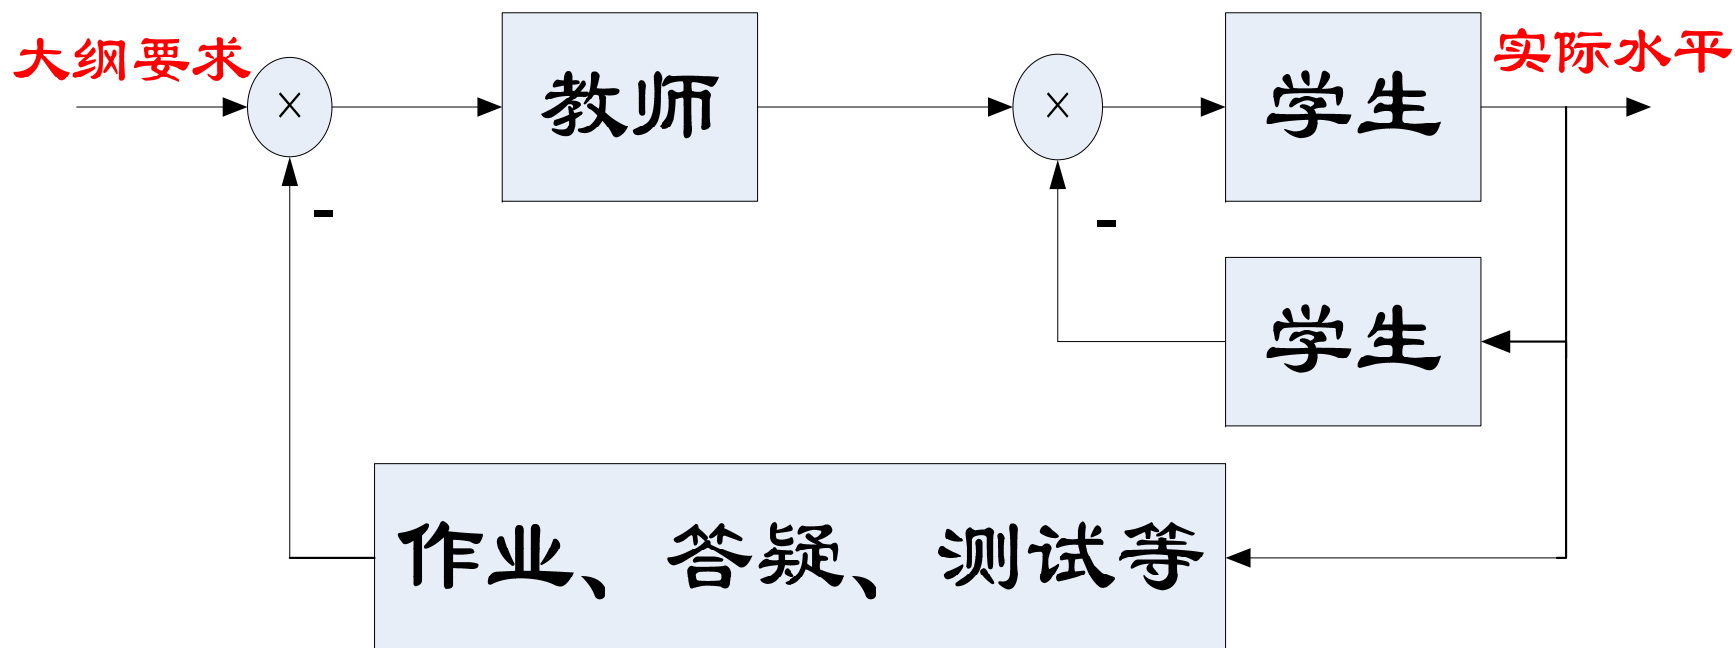 大纲要求
×
教师
×
学生
实际水平
-
-
学生
作业、答疑、测试等